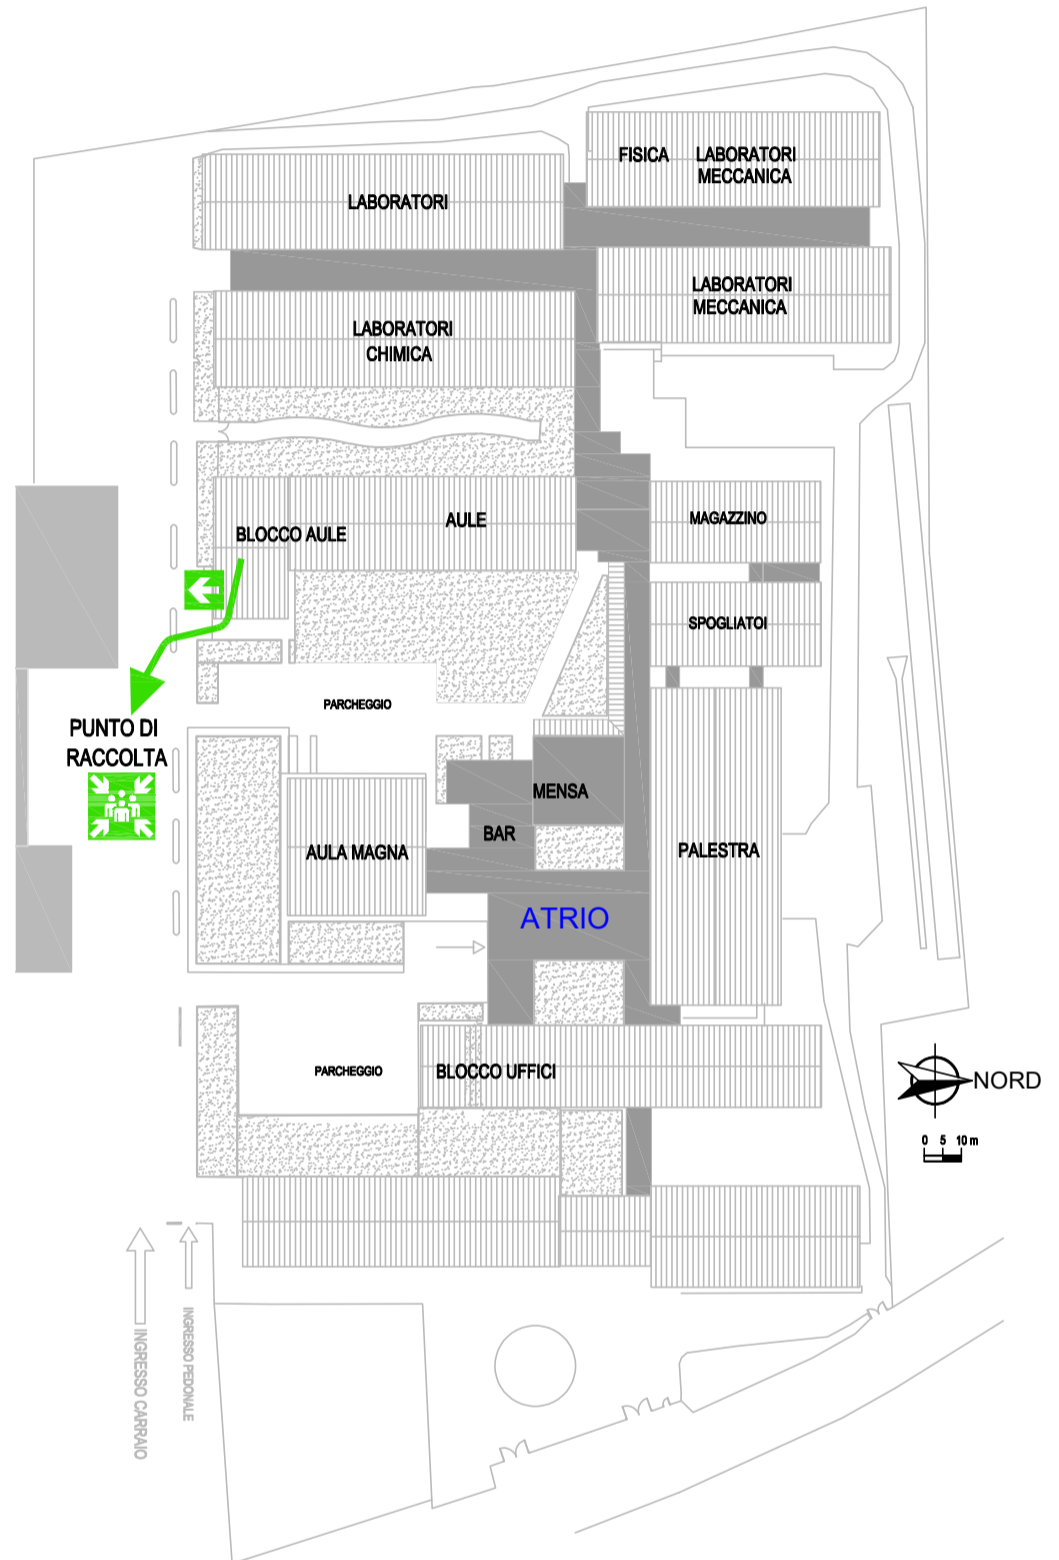 FISICA
LABORATORI
MECCANICA
LABORATORI
LABORATORI
MECCANICA
LABORATORI
CHIMICA
MAGAZZINO
AULE
BLOCCO AULE
SPOGLIATOI
PARCHEGGIO
PUNTO DI
RACCOLTA
MENSA
BAR
AULA MAGNA
PALESTRA
ATRIO
PARCHEGGIO
BLOCCO UFFICI
NORD
0 5 10 m
INGRESSO CARRAIO
INGRESSO PEDONALE